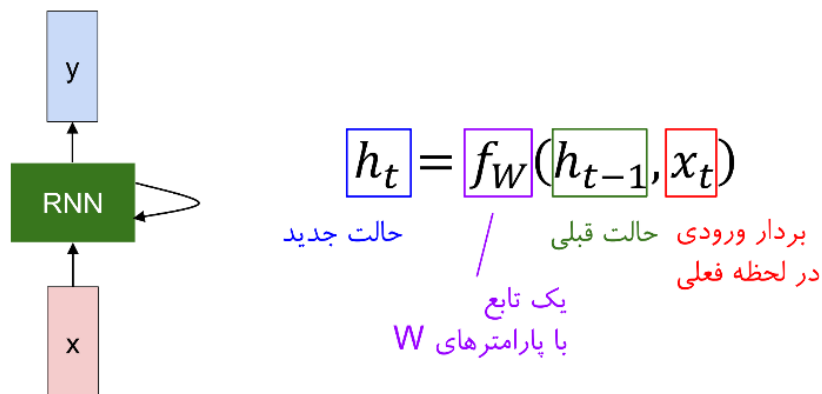 y
RNN
x
h_t = f_W(h_{t-1}, x_t)
حالت جدید
حالت قبلی
بردار ورودی
در لحظه فعلی
یک تابع
با پارامترهای W